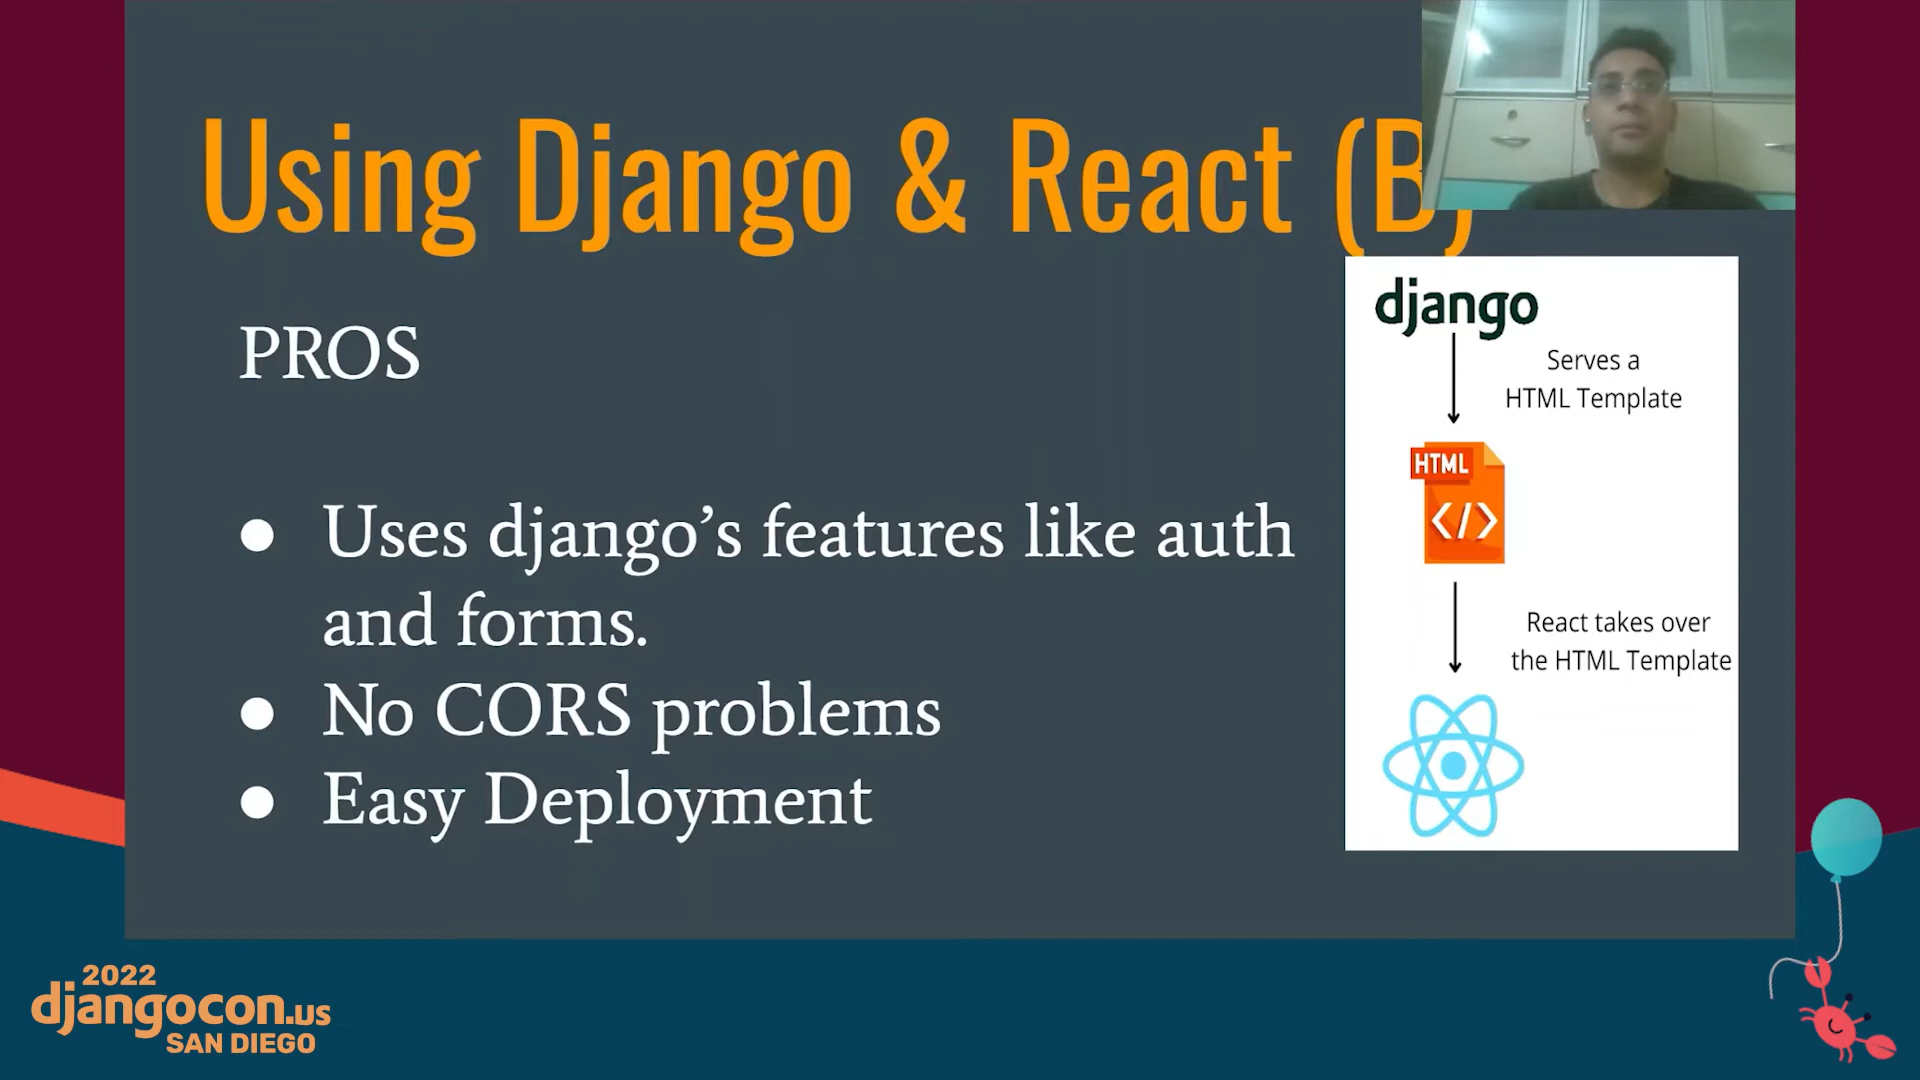 Using Django & React (B)
PROS
● Uses django’s features like auth
and forms.
● No CORS problems
● Easy Deployment
django
Serves a
HTML Template
HTML
</>
React takes over
the HTML Template
2022
djangocon.us
SAN DIEGO